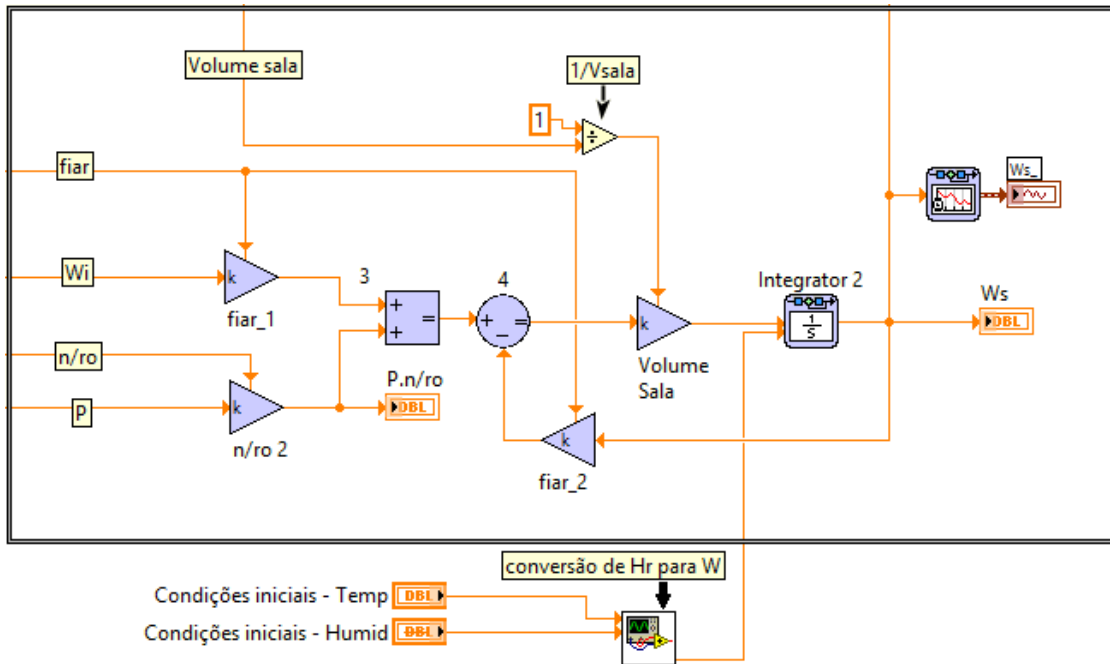 Volume sala
1/Vsala
1
÷
fiar
Ws_
Wi
k
fiar_1
3
+
+
=
4
+
−
=
k
Volume
Sala
Integrator 2
1
s
Ws
DBL
n/ro
p
k
n/ro 2
P.n/ro
DBL
k
fiar_2
conversão de Hr para W
Condições iniciais - Temp
DBL
Condições iniciais - Humid
DBL